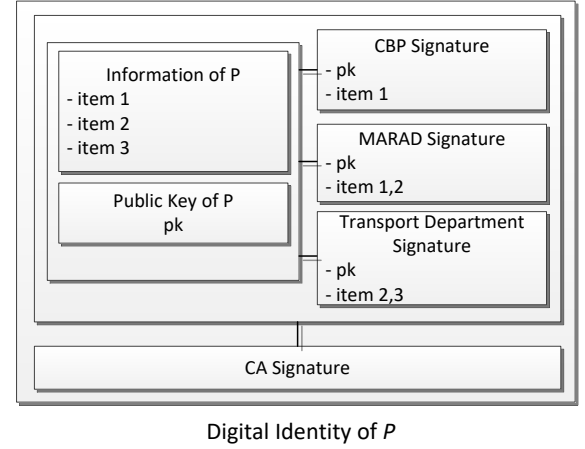 Information of P
- item 1
- item 2
- item 3
Public Key of P
pk
CBP Signature
- pk
- item 1
MARAD Signature
- pk
- item 1,2
Transport Department
Signature
- pk
- item 2,3
CA Signature
Digital Identity of P